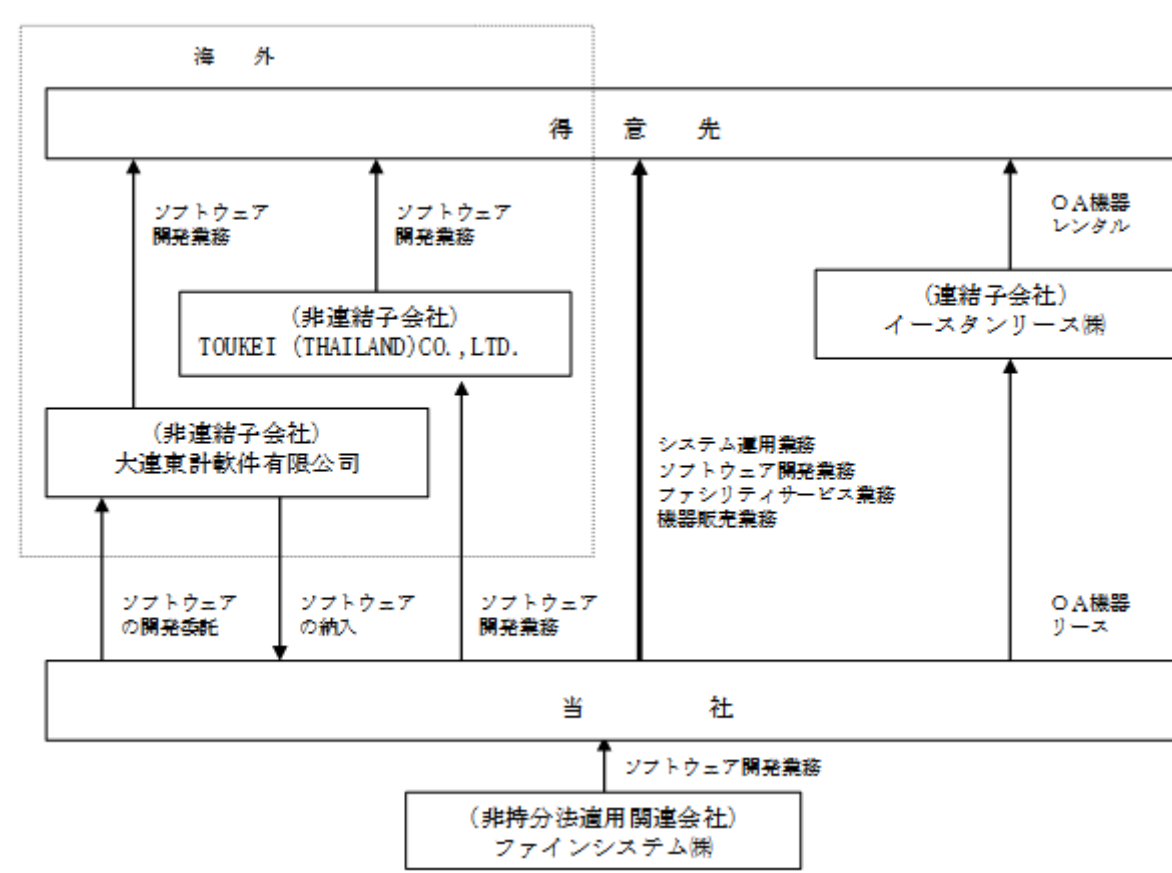 海　外
得　意　先
ソフトウェア
開発業務
ソフトウェア
開発業務
ＯＡ機器
レンタル
(非連結子会社)
TOUKEI (THAILAND)CO.,LTD.
(連結子会社)
イースタンリース㈱
(非連結子会社)
大連東計軟件有限公司
システム運用業務
ソフトウェア開発業務
ファシリティサービス業務
機器販売業務
ソフトウェア
の開発委託
ソフトウェア
の納入
ソフトウェア
開発業務
ＯＡ機器
リース
当　社
ソフトウェア開発業務
(非持分法適用関連会社)
ファインシステム㈱